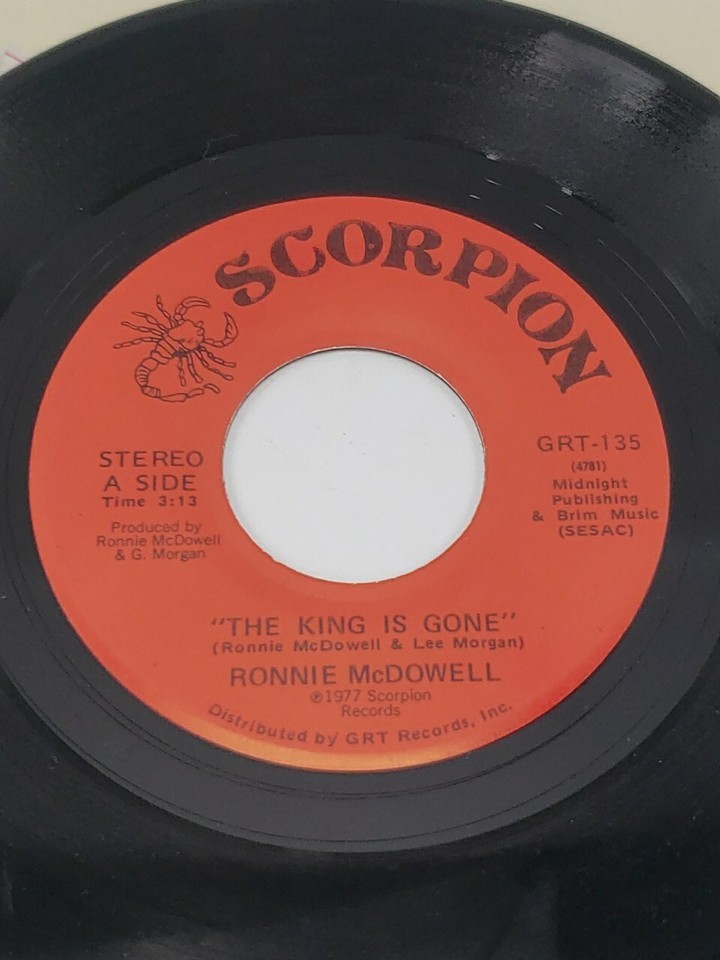 SCORPION
STEREO
A SIDE
Time 3:13
Produced by
Ronnie McDowell
& G. Morgan
GRT-135
(4781)
Midnight
Publishing
& Brim Music
(SESAC)
"THE KING IS GONE"
(Ronnie McDowell & Lee Morgan)
RONNIE McDOWELL
℗1977 Scorpion
Records
Distributed by GRT Records, Inc.